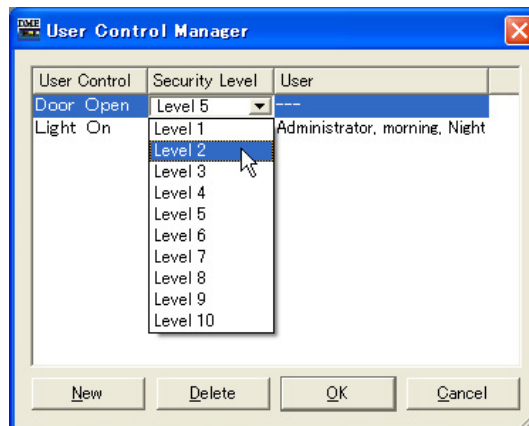 DME User Control Manager
User Control Security Level User
Door Open Level 5 ---
Light On Level 1 Administrator, morning, Night
Level 2
Level 3
Level 4
Level 5
Level 6
Level 7
Level 8
Level 9
Level 10
New Delete OK Cancel